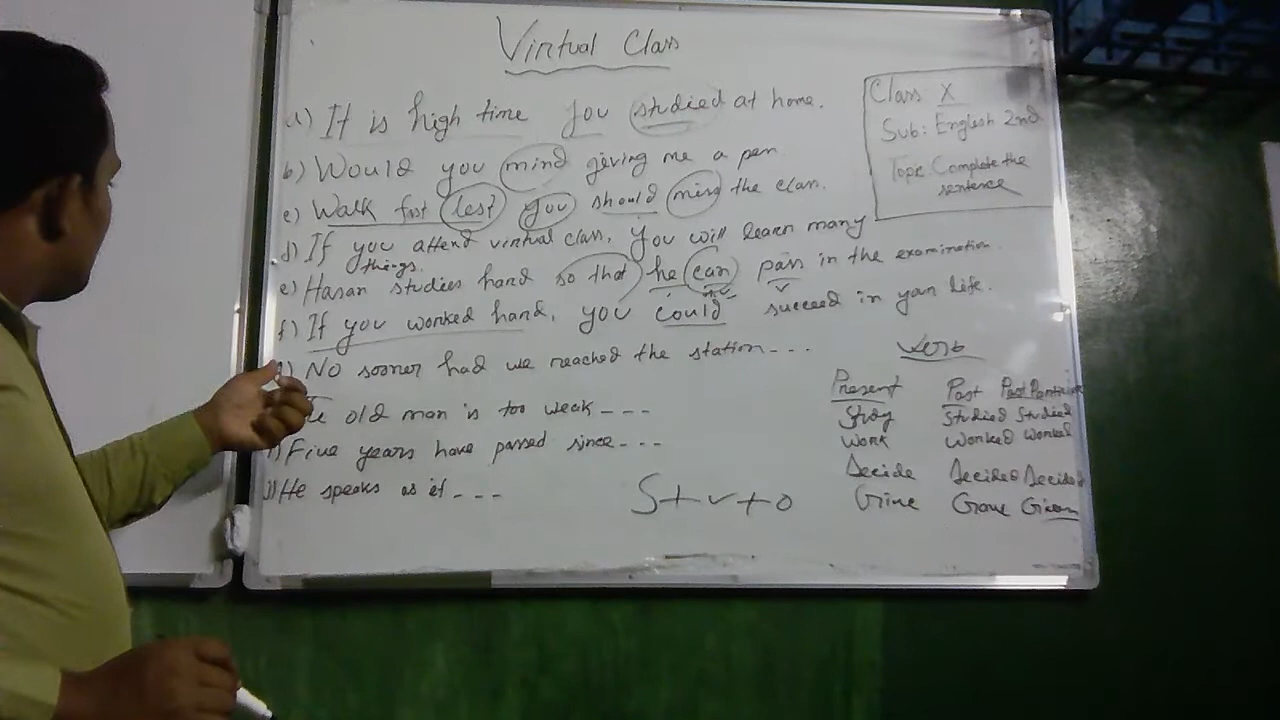 Virtual Class
a) It is high time you studied at home.
b) Would you mind giving me a pen.
c) Walk fast lest you should miss the class.
d) If you attend virtual class, you will learn many
things.
e) Hasan studies hard so that he can pass in the examination.
f) If you worked hard, you could succeed in your life.
g) No sooner had we reached the station---
old man is too weak---
i) Five years have passed since---
j) He speaks as if---
S+v+o
Class X
Sub: English 2nd
Topic: Complete the
sentence
Verb
Present Past Past Participle
Study Studied Studied
Work Worked Worked
Decide Decided Decided
Give Gave Given